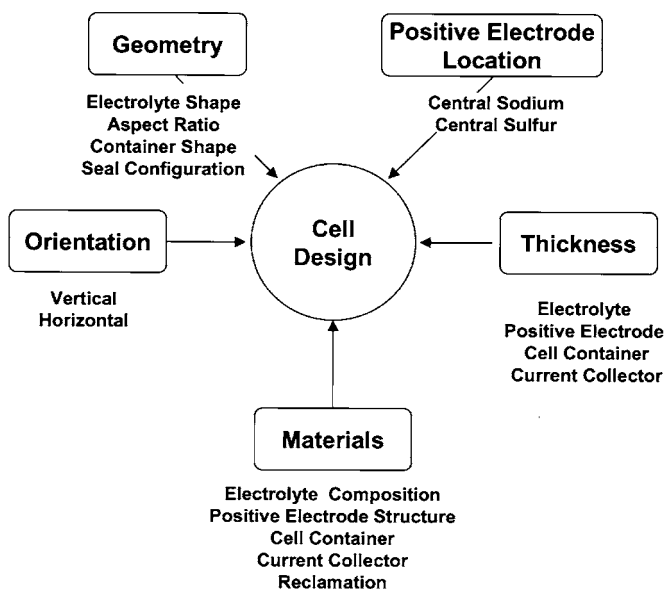 Geometry
Electrolyte Shape
Aspect Ratio
Container Shape
Seal Configuration
Positive Electrode
Location
Central Sodium
Central Sulfur
Orientation
Vertical
Horizontal
Cell
Design
Thickness
Electrolyte
Positive Electrode
Cell Container
Current Collector
Materials
Electrolyte Composition
Positive Electrode Structure
Cell Container
Current Collector
Reclamation